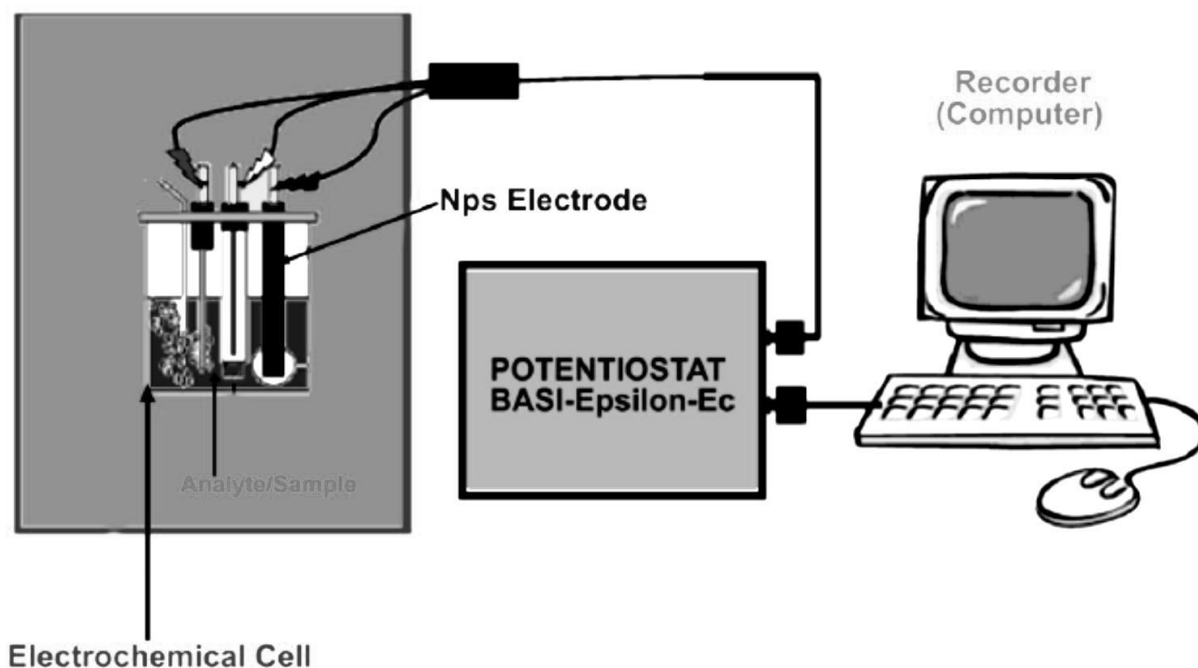 Recorder
(Computer)
Nps Electrode
POTENTIOSTAT
BASI-Epsilon-Ec
Analyte/Sample
Electrochemical Cell